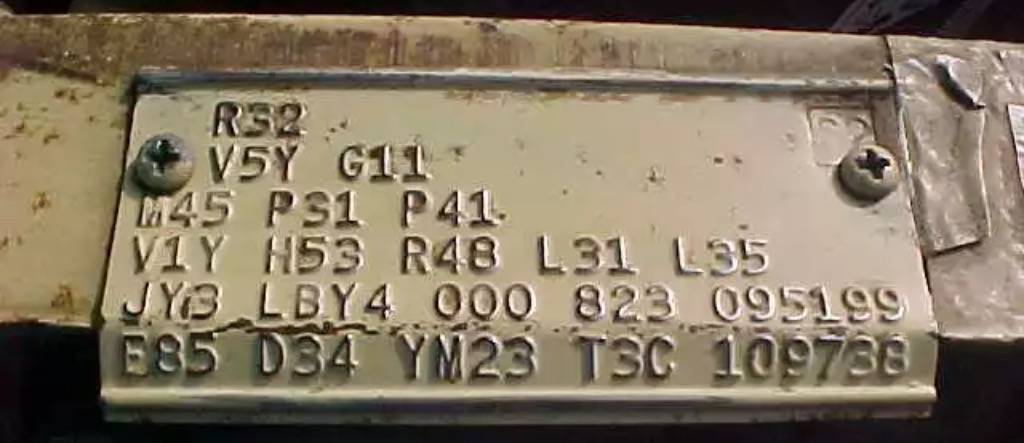 R32
V5Y G11
M45 P31 P41
V1Y H53 R48 L31 L35
JY3 LBY4 000 823 095199
E85 D34 YM23 T3C 109738